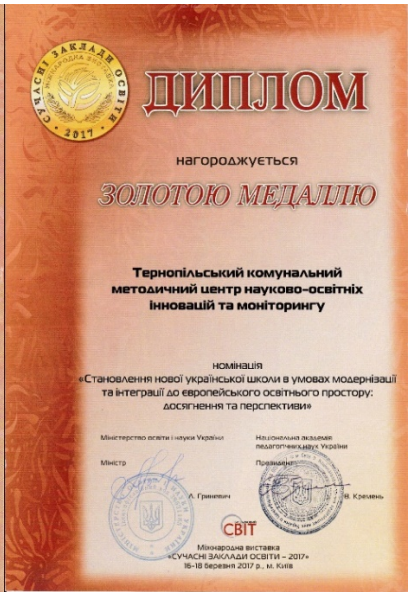 СУЧАСНІ ЗАКЛАДИ ОСВІТИ
МІЖНАРОДНА ВИСТАВКА
• 2017 •
ДИПЛОМ
нагороджується
ЗОЛОТОЮ МЕДАЛЛЮ
Тернопільський комунальний
методичний центр науково-освітніх
інновацій та моніторингу
номінація
«Становлення нової української школи в умовах модернізації
та інтеграції до європейського освітнього простору:
досягнення та перспективи»
Міністерство освіти і науки України
Міністр
Л. Гриневич
Національна академія
педагогічних наук України
Президент
В. Кремень
СВІТ
Міжнародна виставка
«СУЧАСНІ ЗАКЛАДИ ОСВІТИ – 2017»
16-18 березня 2017 р., м. Київ